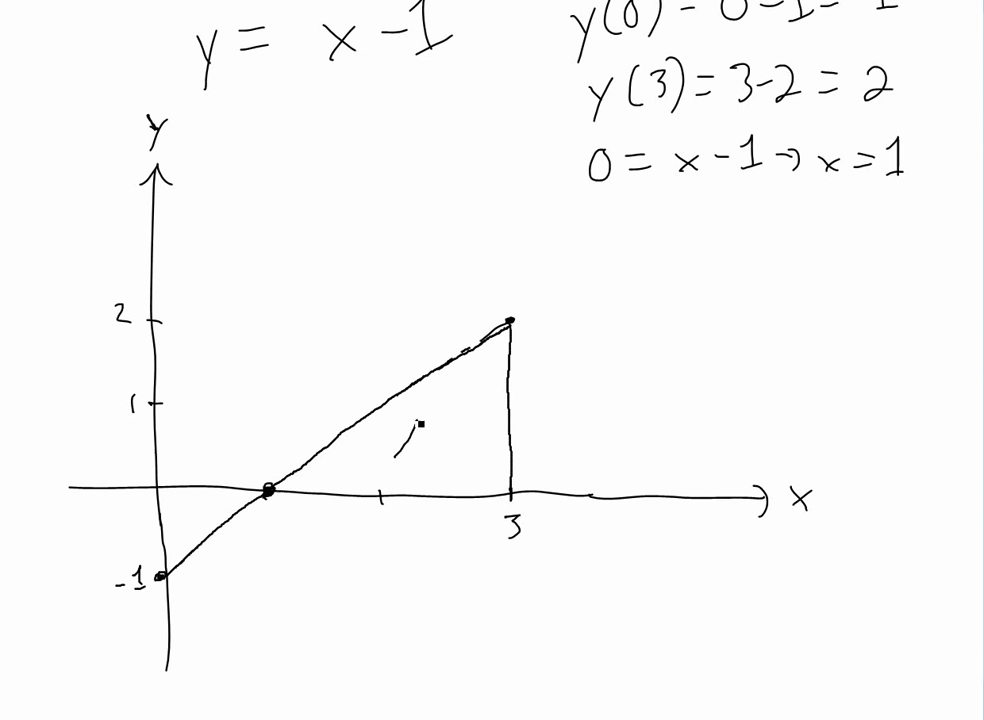 y = x - 1
y(0) = 0 - 1 = -1
y(3) = 3 - 2 = 2
0 = x - 1 → x = 1
y
2
1
x
3
-1